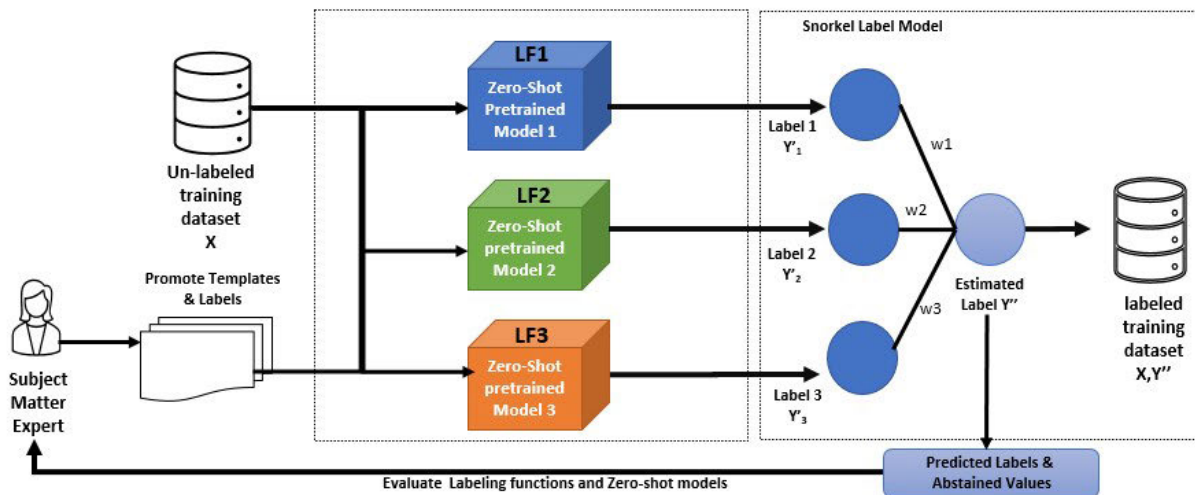 Un-labeled
training
dataset
X
Promote Templates
& Labels
Subject
Matter
Expert
LF1
Zero-Shot
Pretrained
Model 1
LF2
Zero-Shot
pretrained
Model 2
LF3
Zero-Shot
pretrained
Model 3
Snorkel Label Model
Label 1
Y'₁
Label 2
Y'₂
Label 3
Y'₃
w1
w2
w3
Estimated
Label Y''
labeled
training
dataset
X,Y''
Predicted Labels &
Abstained Values
Evaluate Labeling functions and Zero-shot models